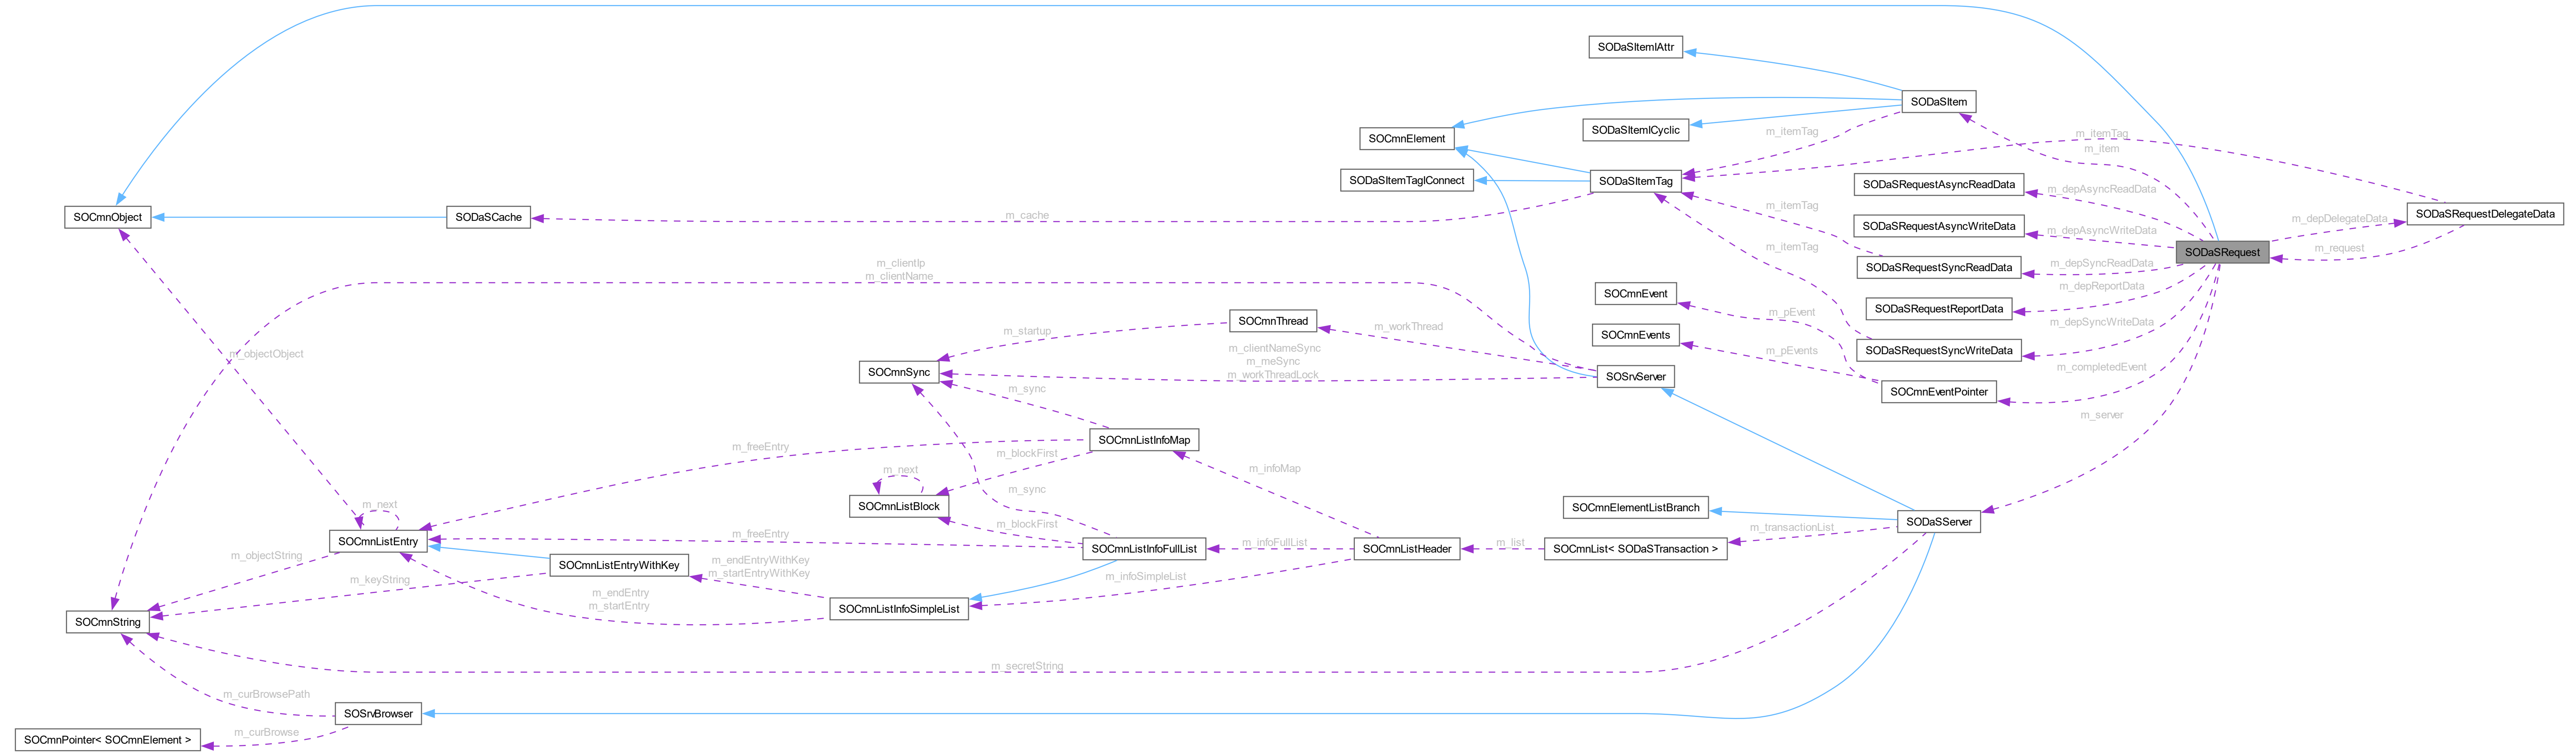 SODaSItemIAttr
SODaSItem
SOCmnElement
SODaSItemICyclic
m_itemTag
m_itemTag
m_item
SODaSItemTagIConnect
SODaSItemTag
SODaSRequestAsyncReadData
m_depAsyncReadData
SOCmnObject
SODaSCache
m_cache
m_itemTag
SODaSRequestAsyncWriteData
m_depAsyncWriteData
m_depDelegateData
SODaSRequestDelegateData
m_itemTag
SODaSRequest
m_request
m_clientIp
m_clientName
SODaSRequestSyncReadData
m_depSyncReadData
SOCmnEvent
m_depReportData
SODaSRequestReportData
m_pEvent
SOCmnThread
m_startup
m_workThread
SOCmnEvents
m_depSyncWriteData
m_objectObject
m_clientNameSync
m_meSync
m_workThreadLock
m_pEvents
SODaSRequestSyncWriteData
m_completedEvent
SOCmnSync
m_sync
SOSrvServer
SOCmnEventPointer
m_server
SOCmnListInfoMap
m_freeEntry
m_blockFirst
m_infoMap
m_next
m_sync
SOCmnListBlock
SOCmnElementListBranch
m_next
m_blockFirst
SODaSServer
m_transactionList
m_freeEntry
SOCmnListEntry
m_infoFullList
m_list
SOCmnListInfoFullList
SOCmnListHeader
SOCmnList< SODaSTransaction >
m_objectString
m_endEntryWithKey
m_startEntryWithKey
SOCmnListEntryWithKey
m_keyString
m_infoSimpleList
m_endEntry
m_startEntry
SOCmnListInfoSimpleList
SOCmnString
m_secretString
m_curBrowsePath
SOSrvBrowser
m_curBrowse
SOCmnPointer< SOCmnElement >